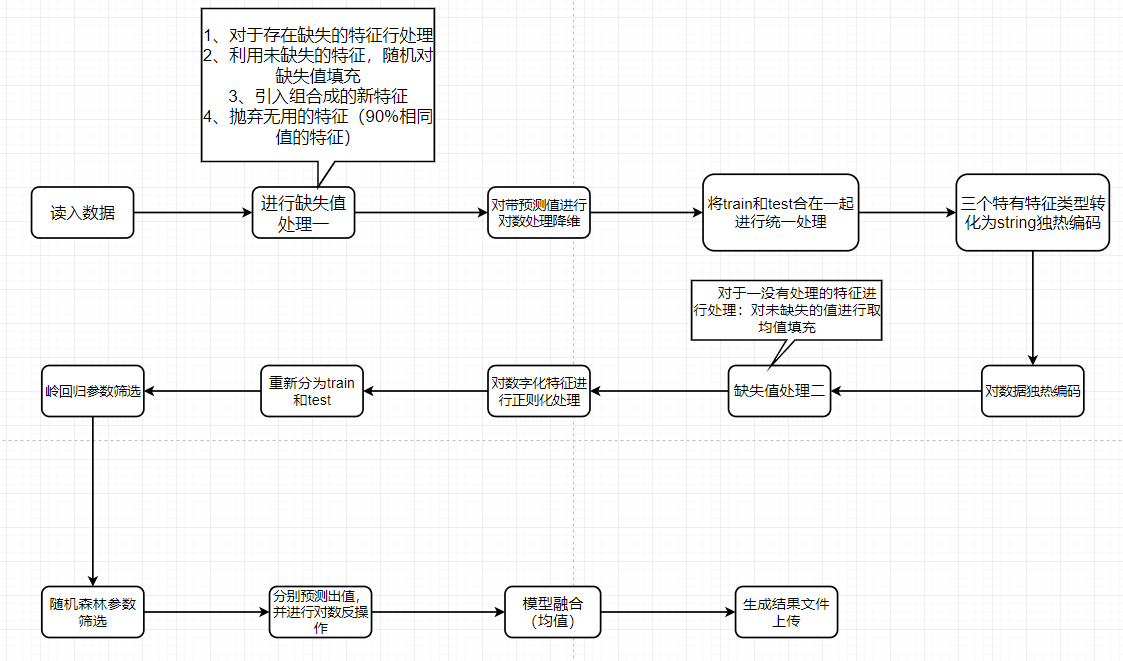 1、对于存在缺失的特征行处理
2、利用未缺失的特征，随机对
缺失值填充
3、引入组合成的新特征
4、抛弃无用的特征（90%相同
值的特征）
读入数据
进行缺失值
处理一
对带预测值进行
对数处理降维
将train和test合在一起
进行统一处理
三个特有特征类型转
化为string独热编码
对于一没有处理的特征进
行处理：对未缺失的值进行取
均值填充
岭回归参数筛选
重新分为train
和test
对数字化特征进
行正则化处理
缺失值处理二
对数据独热编码
随机森林参数
筛选
分别预测出值，
并进行对数反操
作
模型融合
（均值）
生成结果文件
上传